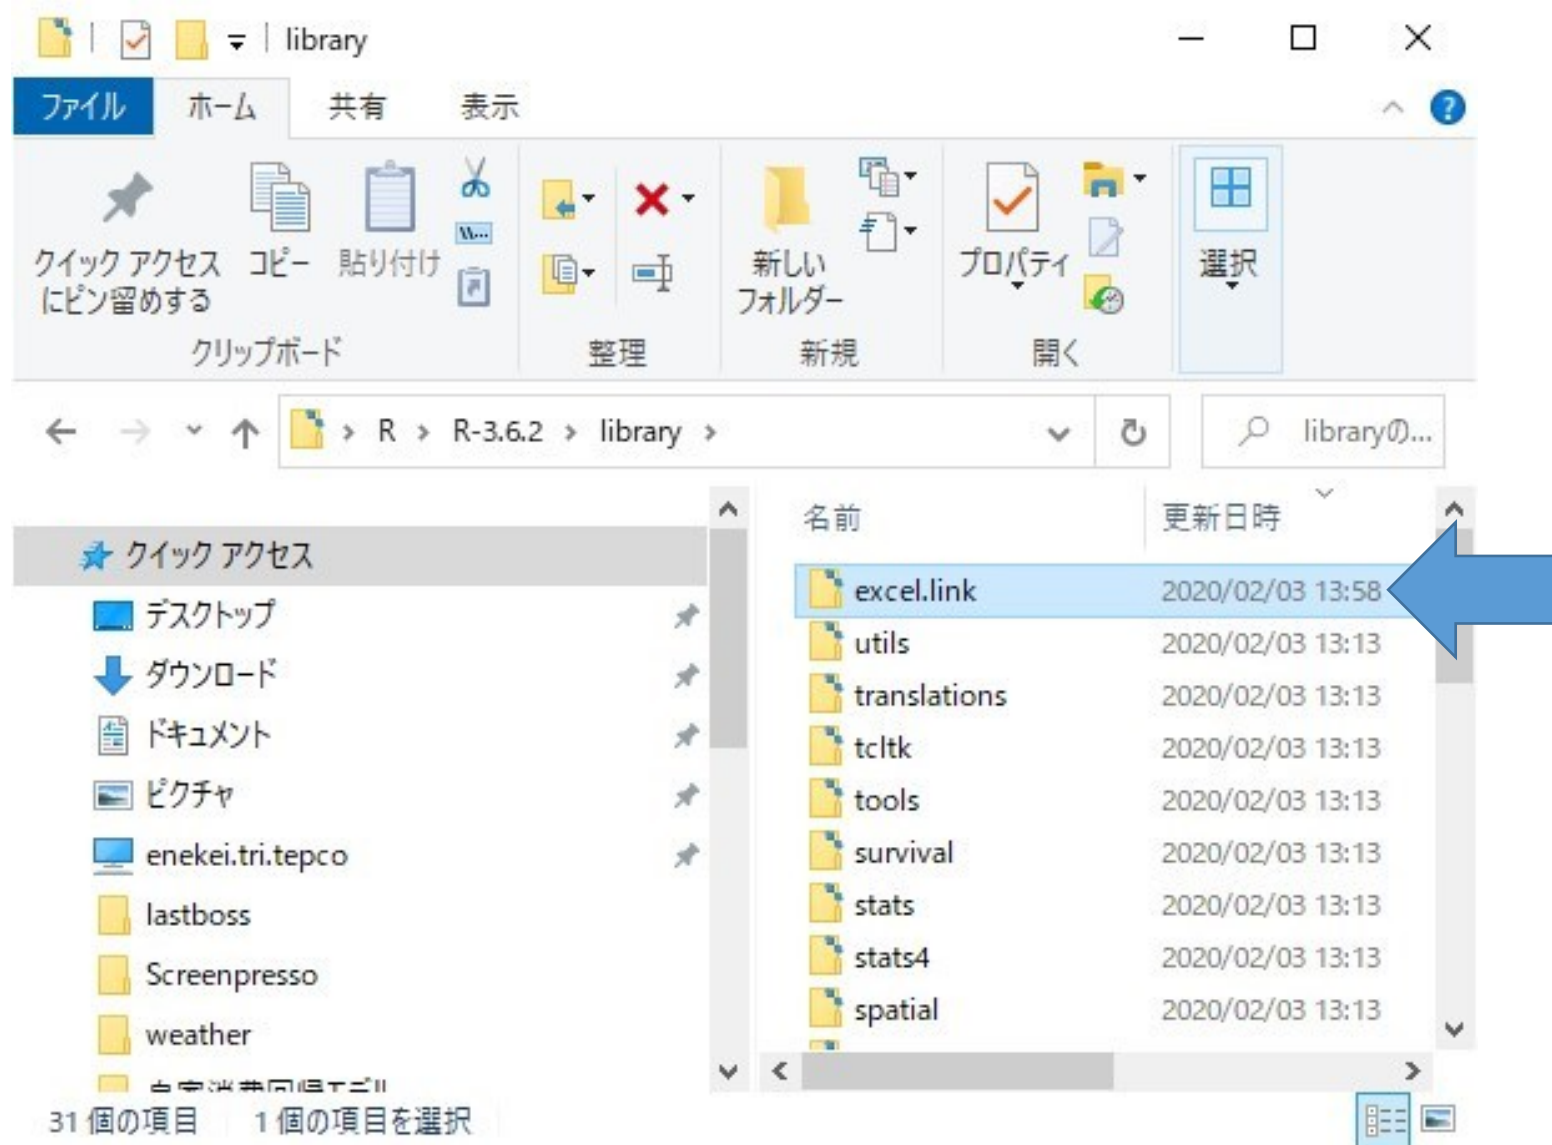 library
ファイル ホーム 共有 表示
クイック アクセス
にピン留めする
コピー
貼り付け
新しい
フォルダー
プロパティ
選択
クリップボード 整理 新規 開く
R R-3.6.2 library
libraryの...
名前 更新日時
クイック アクセス
デスクトップ
ダウンロード
ドキュメント
ピクチャ
enekei.tri.tepco
lastboss
Screenpresso
weather
excel.link 2020/02/03 13:58
utils 2020/02/03 13:13
translations 2020/02/03 13:13
tcltk 2020/02/03 13:13
tools 2020/02/03 13:13
survival 2020/02/03 13:13
stats 2020/02/03 13:13
stats4 2020/02/03 13:13
spatial 2020/02/03 13:13
31 個の項目 1 個の項目を選択